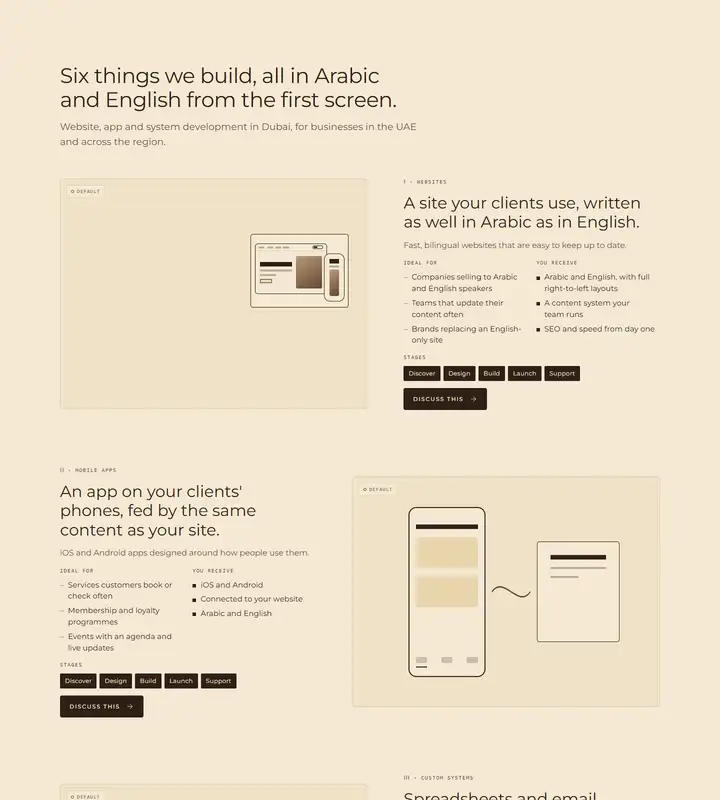 Six things we build, all in Arabic
and English from the first screen.
Website, app and system development in Dubai, for businesses in the UAE
and across the region.
DEFAULT
I - WEBSITES
A site your clients use, written
as well in Arabic as in English.
Fast, bilingual websites that are easy to keep up to date.
IDEAL FOR
– Companies selling to Arabic
and English speakers
– Teams that update their
content often
– Brands replacing an English-
only site
YOU RECEIVE
Arabic and English, with full
right-to-left layouts
A content system your
team runs
SEO and speed from day one
STAGES
Discover Design Build Launch Support
DISCUSS THIS →
II - MOBILE APPS
An app on your clients'
phones, fed by the same
content as your site.
iOS and Android apps designed around how people use them.
IDEAL FOR
– Services customers book or
check often
– Membership and loyalty
programmes
– Events with an agenda and
live updates
YOU RECEIVE
iOS and Android
Connected to your website
Arabic and English
STAGES
Discover Design Build Launch Support
DISCUSS THIS →
DEFAULT
DEFAULT
III - CUSTOM SYSTEMS
Spreadsheets and email